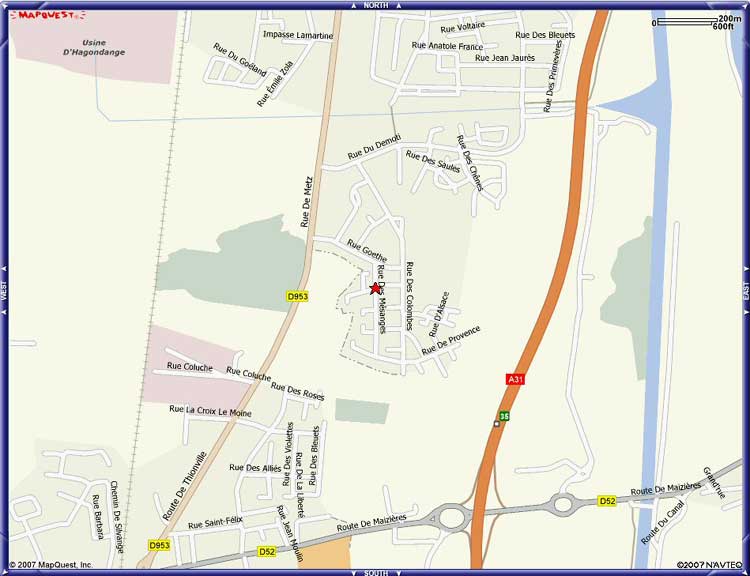 NORTH
MAPQUEST
200m
600ft
Usine
D'Hagondange
Impasse Lamartine
Rue Voltaire
Rue Des Bleuets
Rue Anatole France
Rue Jean Jaurès
Rue Du Goéland
Rue Émile Zola
Rue Des Primevères
Rue Du Demoti
Rue Des Saules
Rue Des Chênes
Rue De Metz
Rue Goethe
Rue Des Mésanges
Rue Des Colombes
WEST
EAST
D953
Rue D'Alsace
Rue De Provence
Rue Coluche
Rue Coluche
Rue Des Roses
A31
Rue La Croix Le Moine
35
Rue Des Violettes
Rue Des Bleuets
Rue De La Liberté
Rue Des Alliés
Route De Thionville
Chemin De Silvange
Rue Barbara
Grand'rue
Route De Maizières
D52
Route Du Canal
Rue Saint-Félix
Rue Jean Moulin
Route De Maizières
D953
D52
© 2007 MapQuest, Inc.
©2007 NAVTEQ
SOUTH